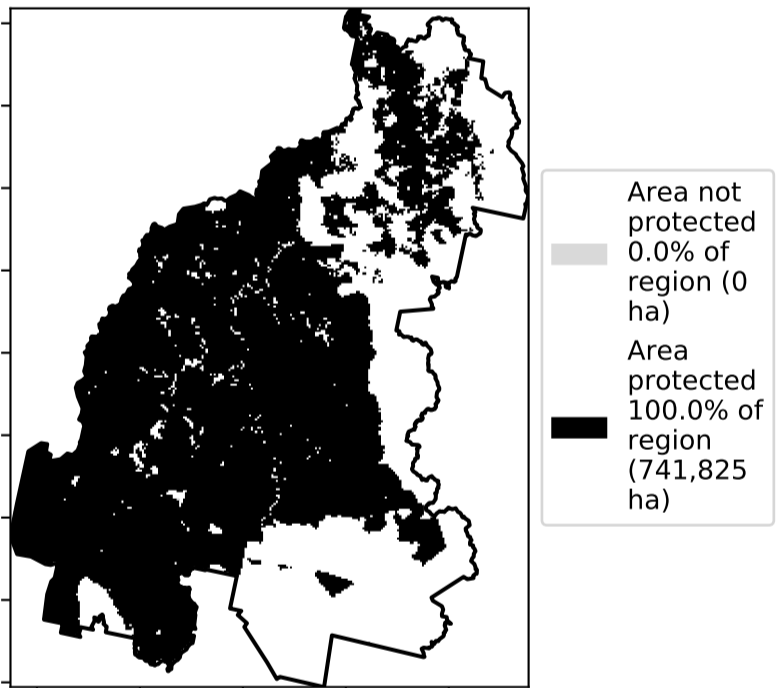 Area not
protected
0.0% of
region (0
ha)
Area
protected
100.0% of
region
(741,825
ha)